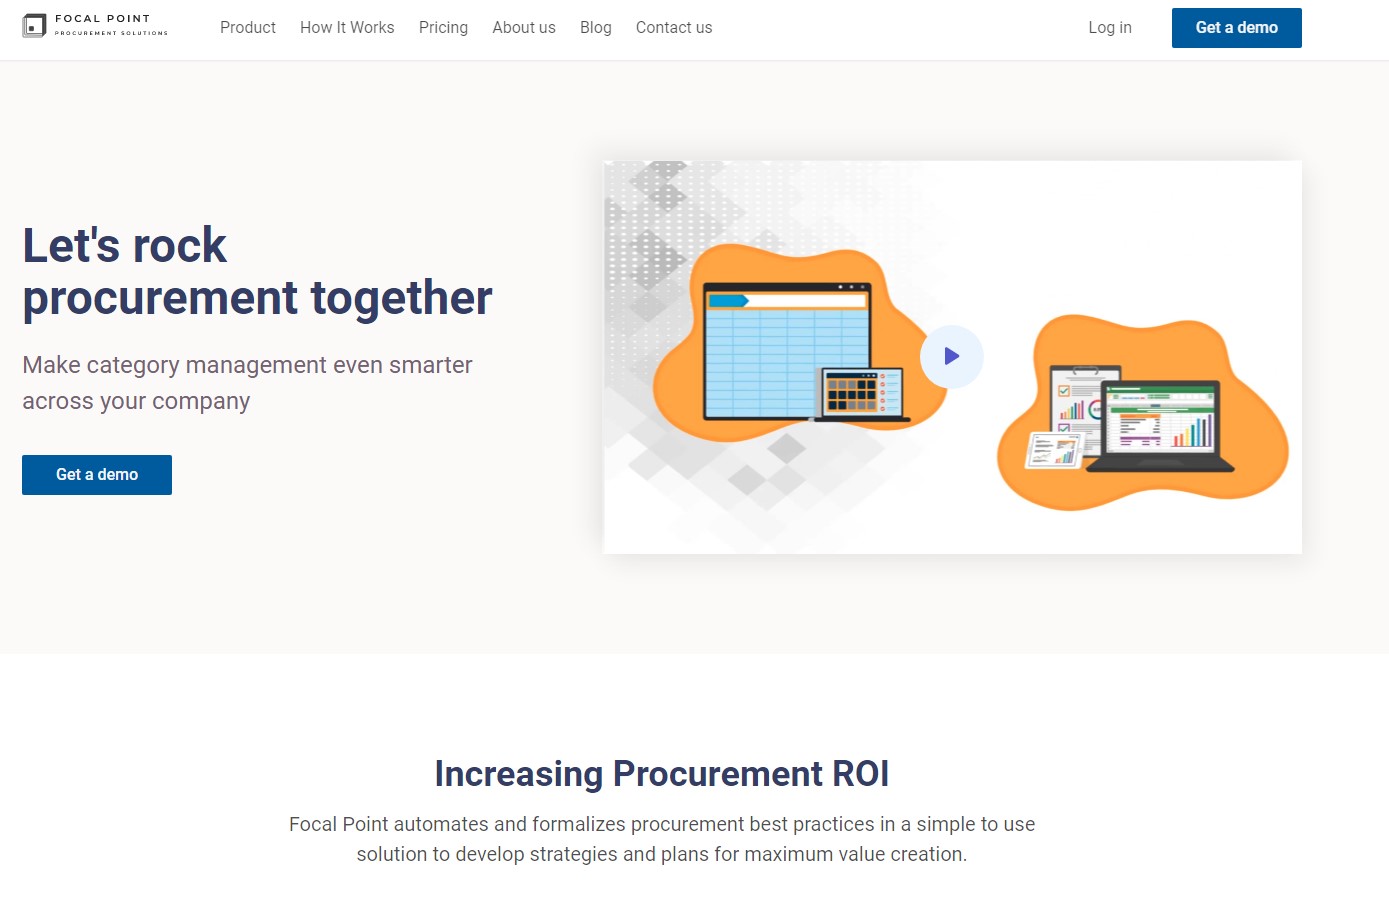 FOCAL POINT
PROCUREMENT SOLUTIONS
Product
How It Works
Pricing
About us
Blog
Contact us
Log in
Get a demo
Let's rock
procurement together
Make category management even smarter
across your company
Get a demo
Increasing Procurement ROI
Focal Point automates and formalizes procurement best practices in a simple to use
solution to develop strategies and plans for maximum value creation.